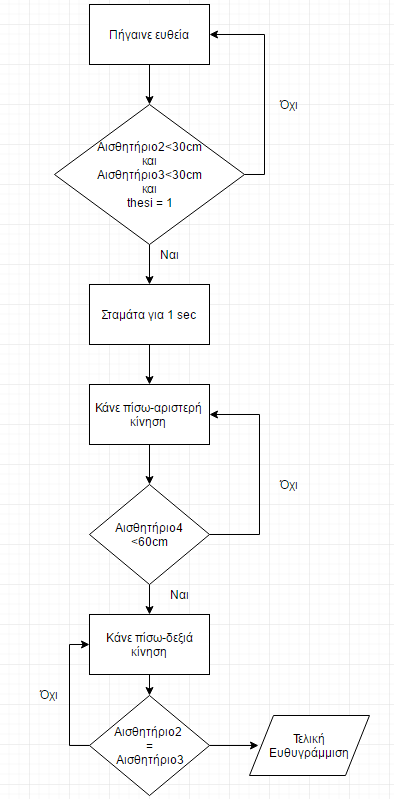 Πήγαινε ευθεία
Όχι
Αισθητήριο2<30cm
και
Αισθητήριο3<30cm
και
thesi = 1
Ναι
Σταμάτα για 1 sec
Κάνε πίσω-αριστερή
κίνηση
Όχι
Αισθητήριο4
<60cm
Ναι
Κάνε πίσω-δεξιά
κίνηση
Όχι
Αισθητήριο2
=
Αισθητήριο3
Τελική
Ευθυγράμμιση